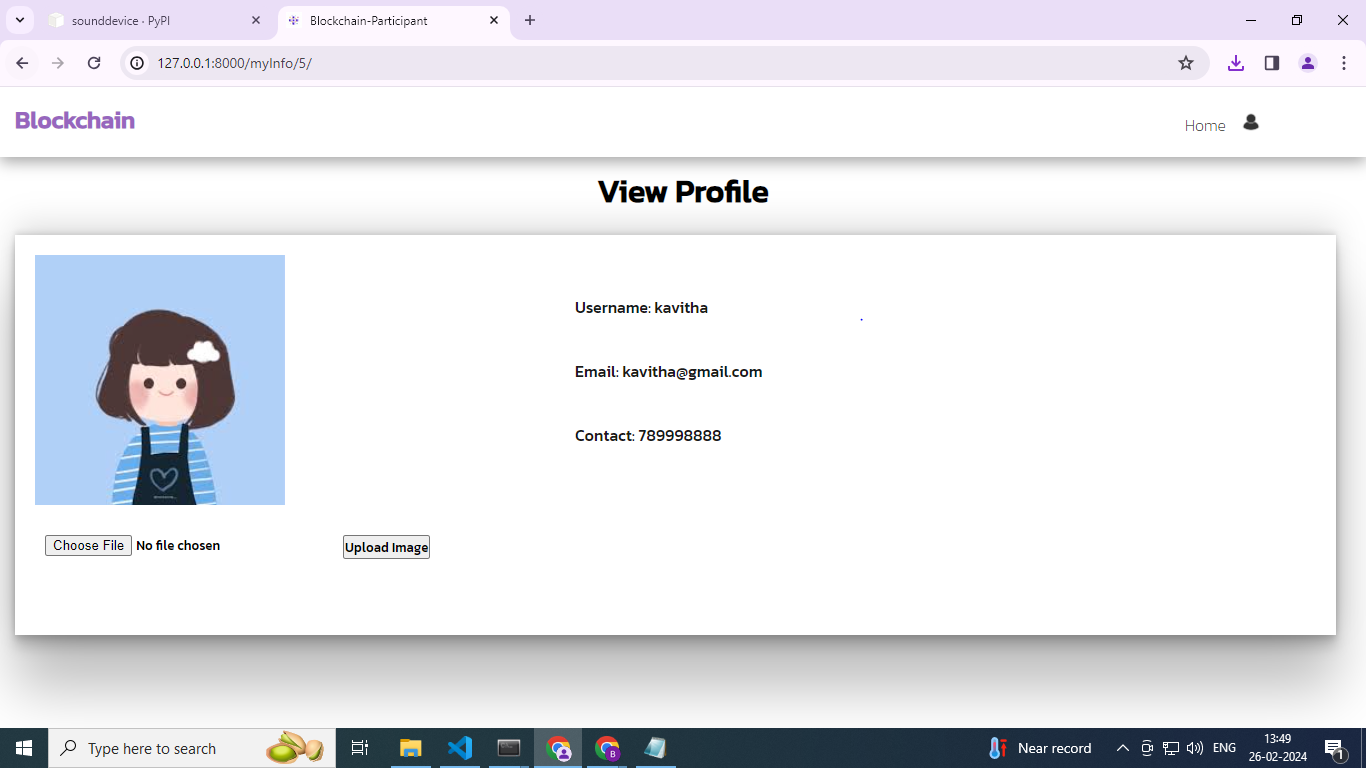 sounddevice · PyPI
Blockchain-Participant
127.0.0.1:8000/myInfo/5/
Blockchain
Home
View Profile
Username: kavitha
Email: kavitha@gmail.com
Contact: 789998888
Choose File No file chosen
Upload Image
Type here to search
Near record
ENG
13:49
26-02-2024
1
B